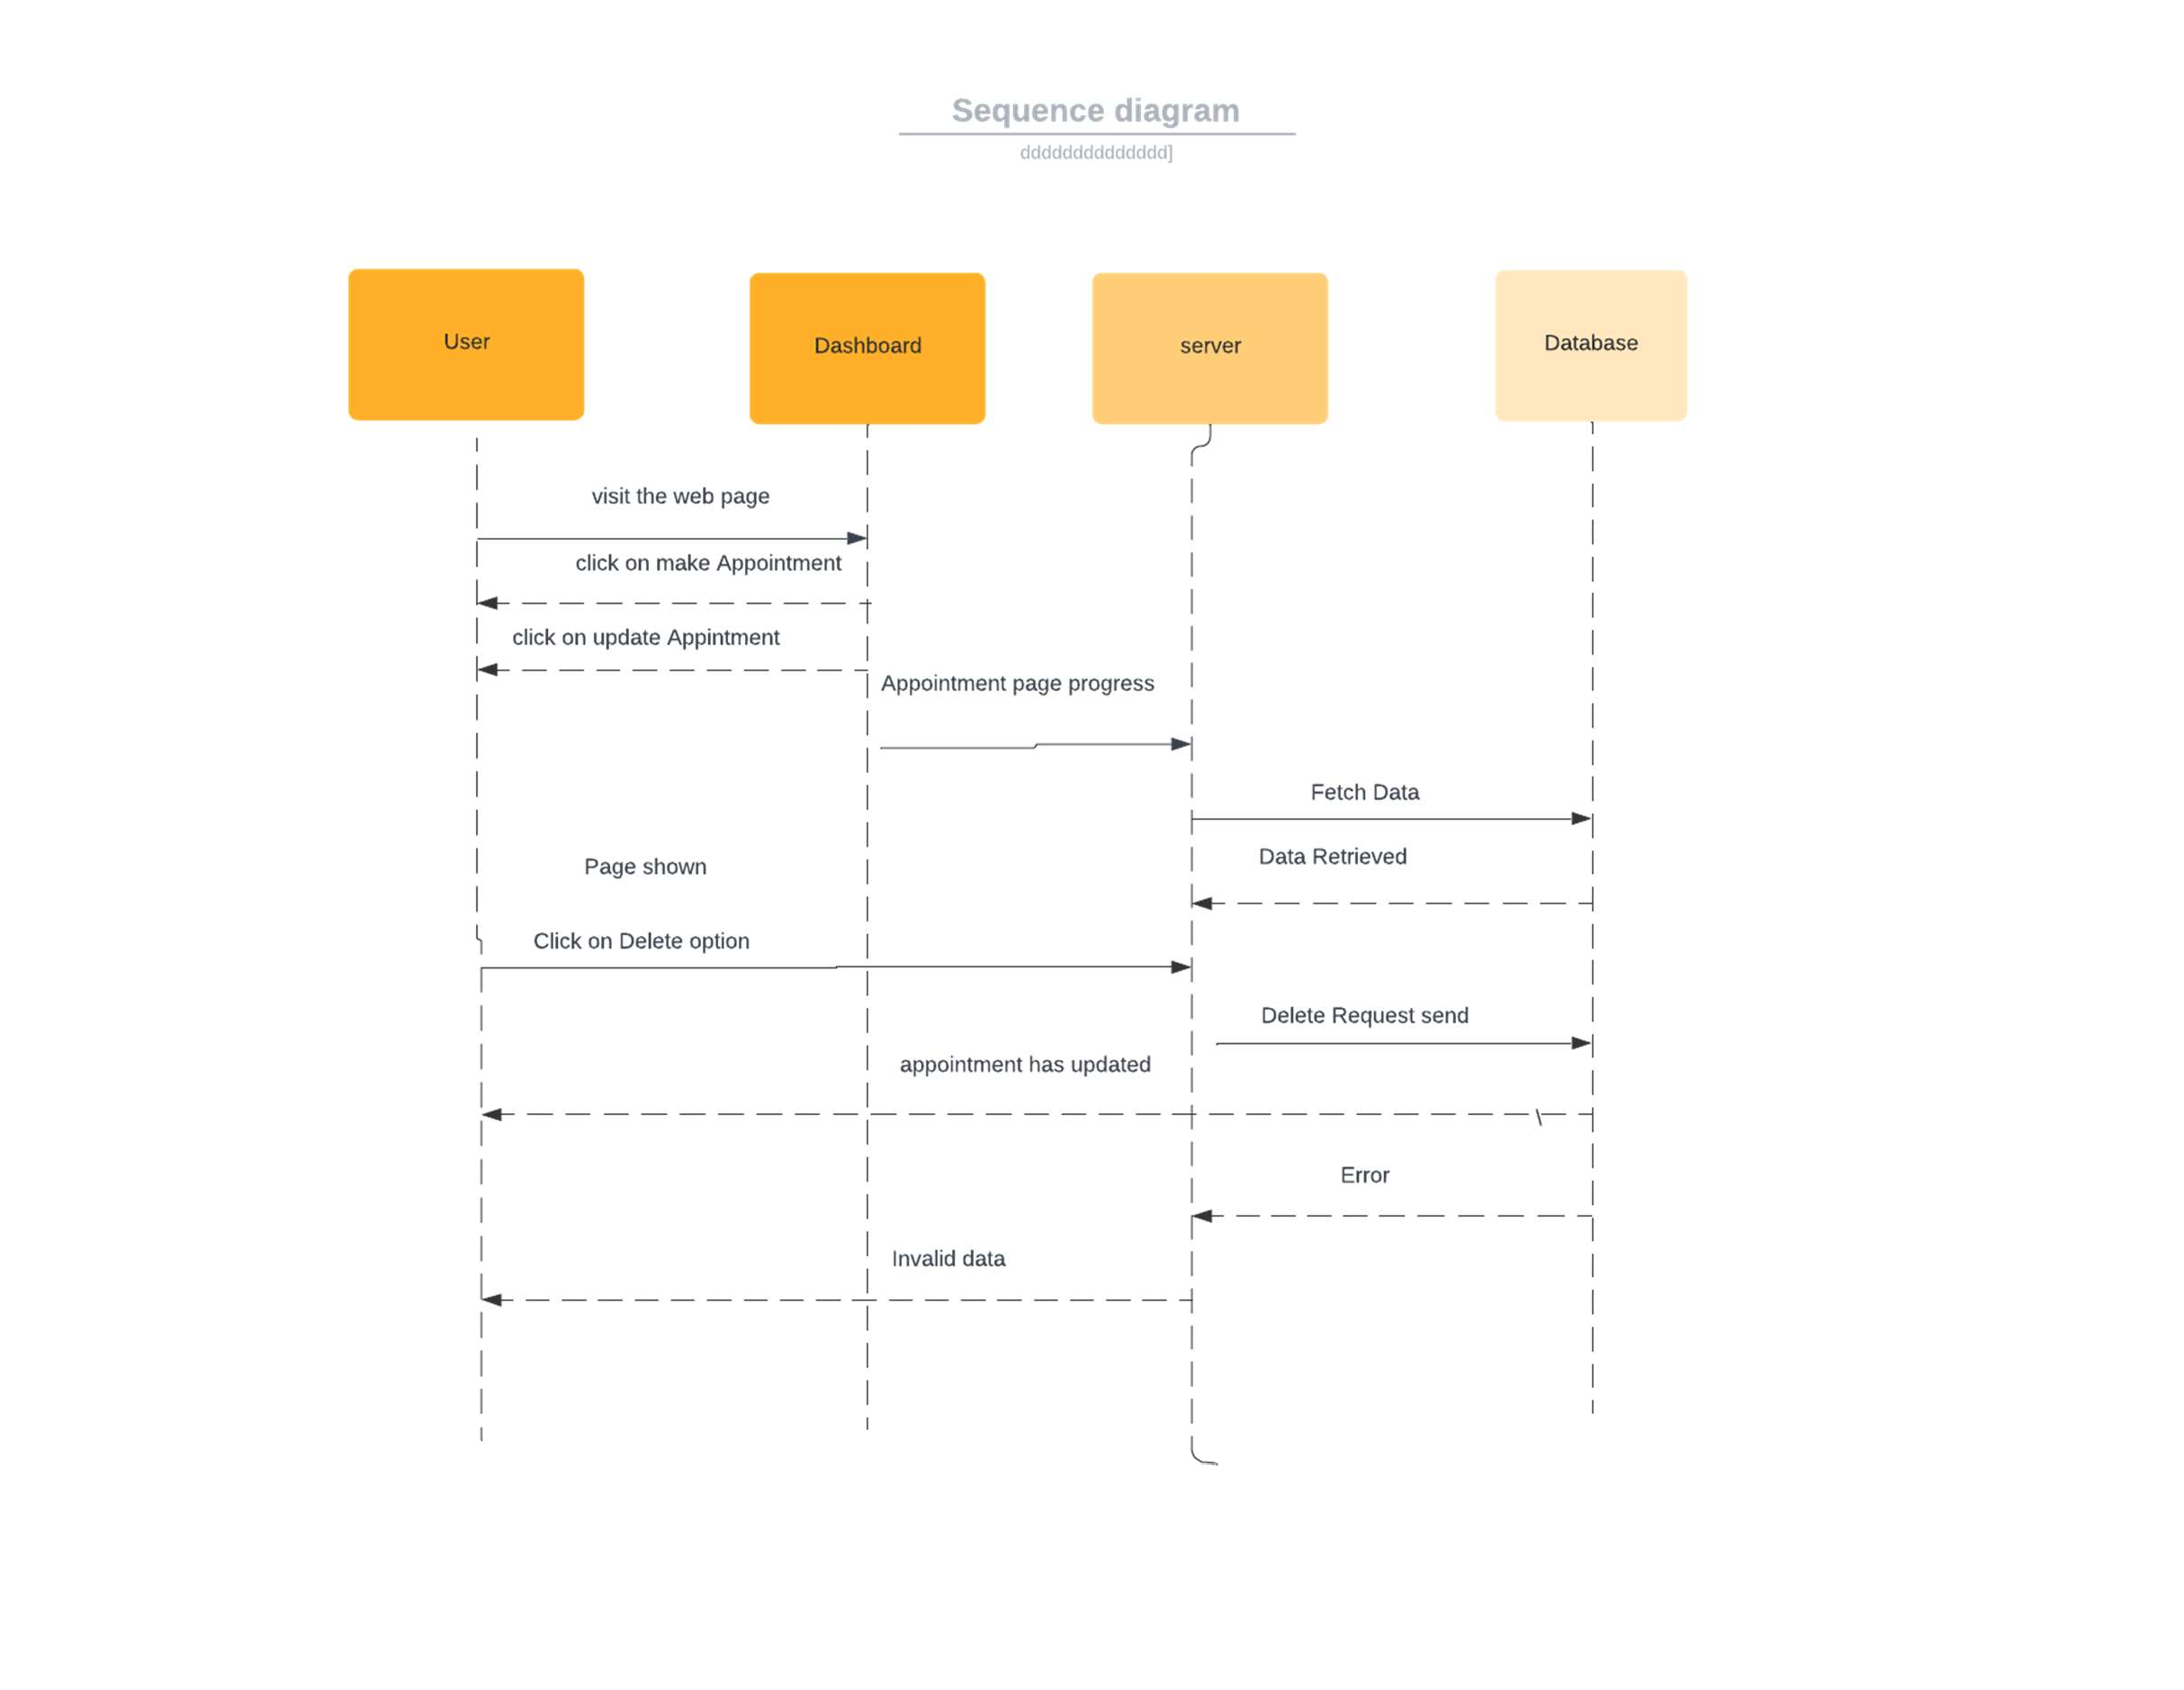 Sequence diagram
dddddddddddddd]
User
Dashboard
server
Database
visit the web page
click on make Appointment
click on update Appintment
Appointment page progress
Fetch Data
Data Retrieved
Page shown
Click on Delete option
Delete Request send
appointment has updated
\
Error
Invalid data